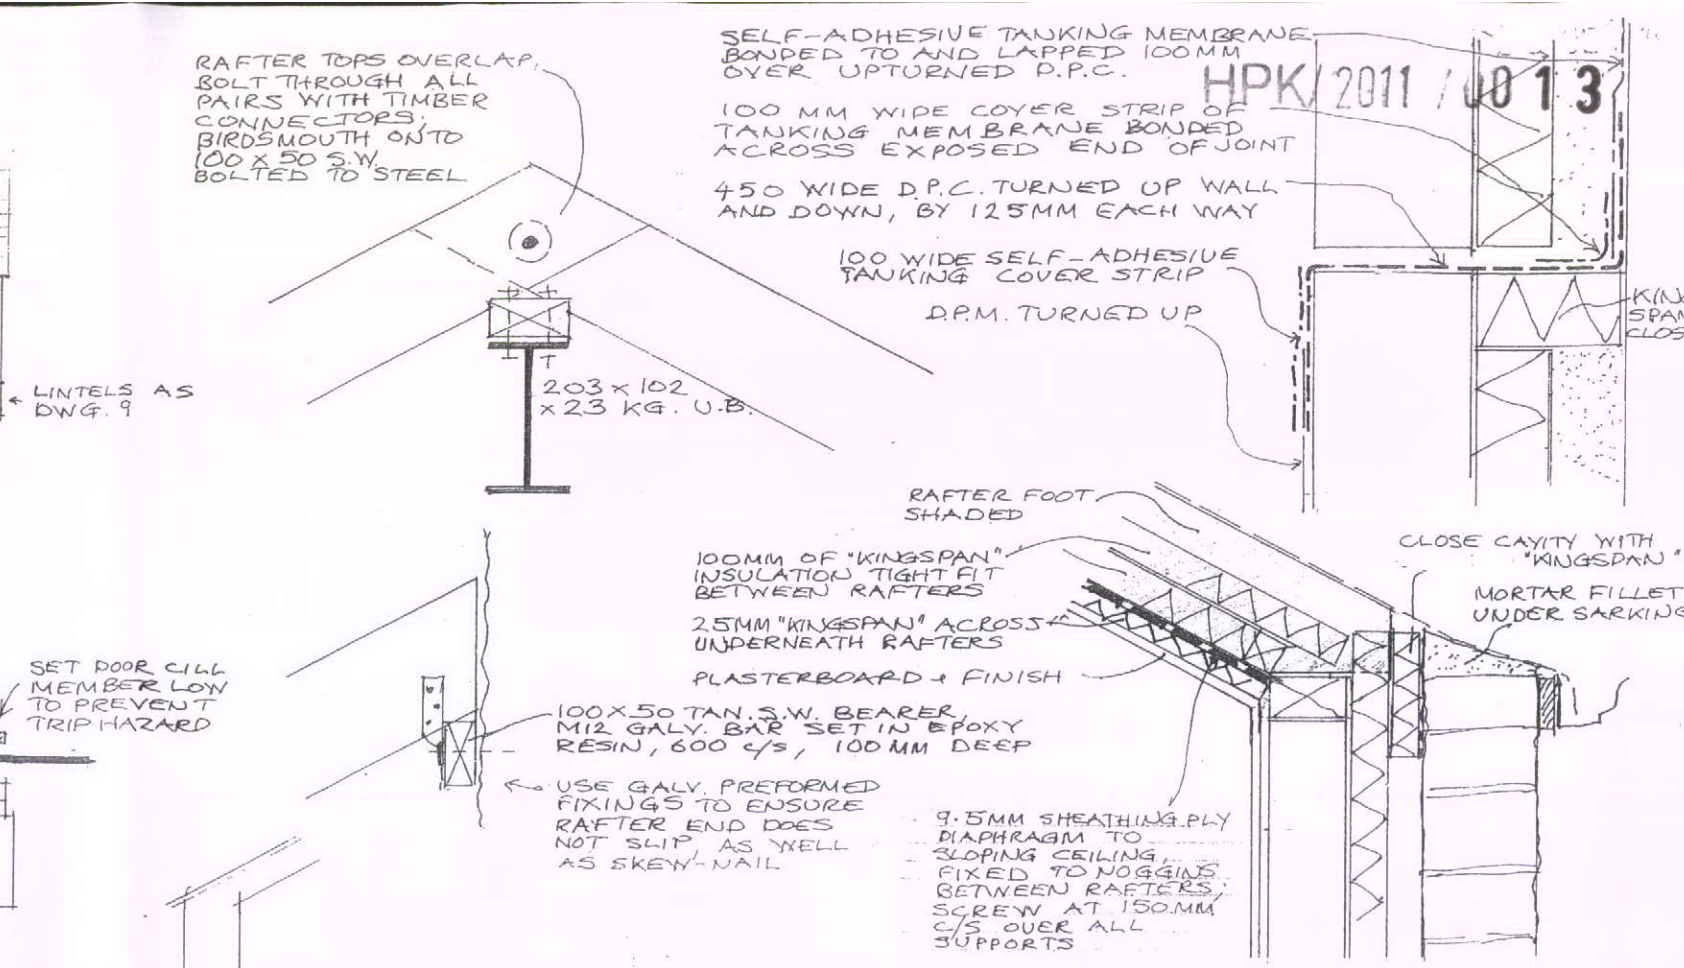 RAFTER TOPS OVERLAP,
BOLT THROUGH ALL
PAIRS WITH TIMBER
CONNECTORS;
BIRDSMOUTH ONTO
100 x 50 S.W.
BOLTED TO STEEL
SELF-ADHESIVE TANKING MEMBRANE
BONDED TO AND LAPPED 100MM
OVER UPTURNED D.P.C.
HPK/2011/0013
100 MM WIDE COVER STRIP OF
TANKING MEMBRANE BONDED
ACROSS EXPOSED END OF JOINT
450 WIDE D.P.C. TURNED UP WALL
AND DOWN, BY 125MM EACH WAY
100 WIDE SELF-ADHESIVE
TANKING COVER STRIP
D.P.M. TURNED UP
KING
SPAN
CLOS
LINTELS AS
DWG. 9
203 x 102
x 23 KG. U.B.
RAFTER FOOT
SHADED
100MM OF "KINGSPAN"
INSULATION TIGHT FIT
BETWEEN RAFTERS
25MM "KINGSPAN" ACROSS
UNDERNEATH RAFTERS
PLASTERBOARD + FINISH
CLOSE CAVITY WITH
"KINGSPAN"
MORTAR FILLET
UNDER SARKING
SET DOOR CILL
MEMBER LOW
TO PREVENT
TRIP HAZARD
100 x 50 TAN. S.W. BEARER,
M12 GALV. BAR SET IN EPOXY
RESIN, 600 c/s, 100 MM DEEP
USE GALV. PREFORMED
FIXINGS TO ENSURE
RAFTER END DOES
NOT SLIP, AS WELL
AS SKEW-NAIL
9.5MM SHEATHING PLY
DIAPHRAGM TO
SLOPING CEILING,
FIXED TO NOGGINS
BETWEEN RAFTERS;
SCREW AT 150MM
C/S OVER ALL
SUPPORTS